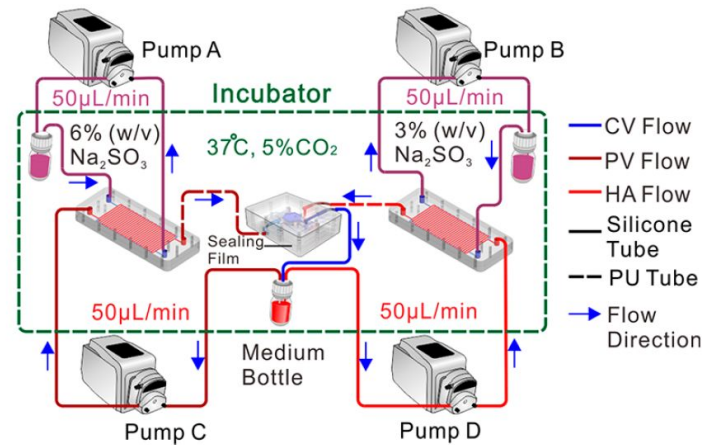 Pump A
Pump B
50μL/min
50μL/min
Incubator
6% (w/v)
Na₂SO₃
37℃, 5%CO₂
3% (w/v)
Na₂SO₃
Sealing
Film
50μL/min
50μL/min
Medium
Bottle
Pump C
Pump D
CV Flow
PV Flow
HA Flow
Silicone
Tube
PU Tube
Flow
Direction